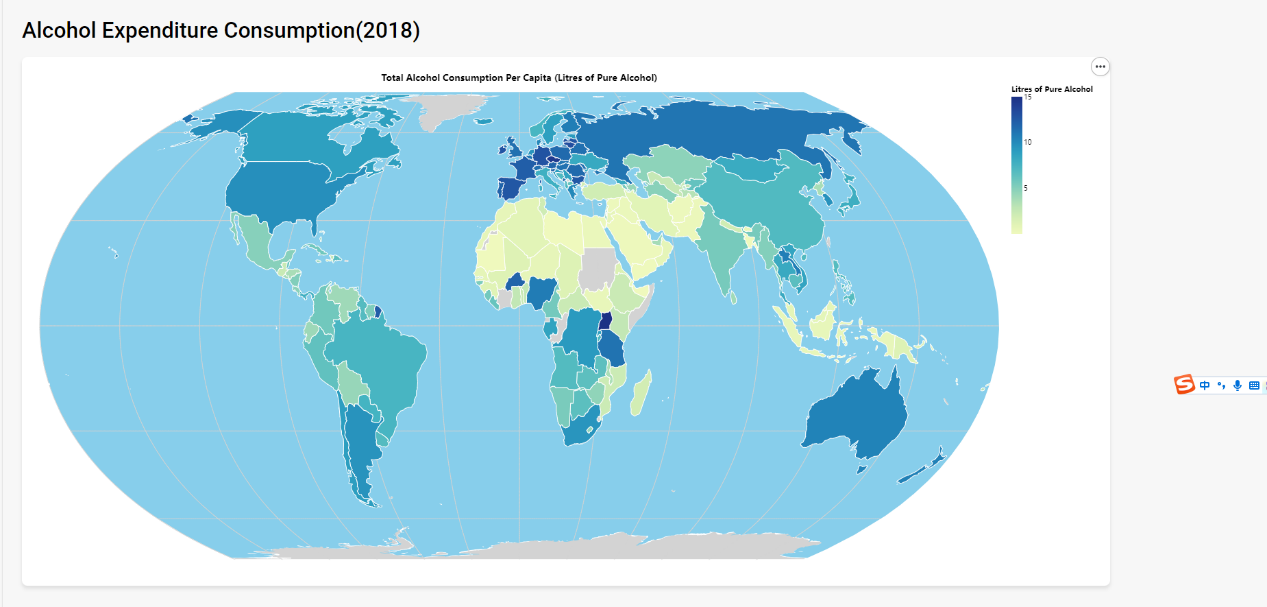 Alcohol Expenditure Consumption(2018)
Total Alcohol Consumption Per Capita (Litres of Pure Alcohol)
Litres of Pure Alcohol
15
10
5
中